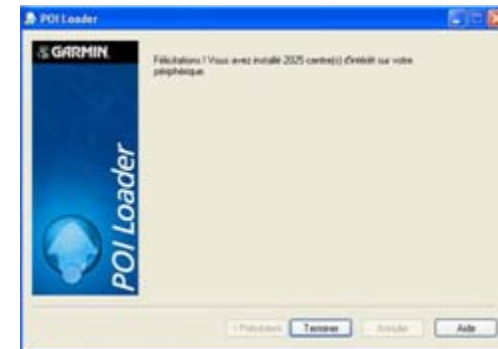 POI Loader
GARMIN.
Félicitations ! Vous avez installé 2025 centre(s) d'intérêt sur votre
périphérique.
POI Loader
< Précédent Terminer Annuler Aide